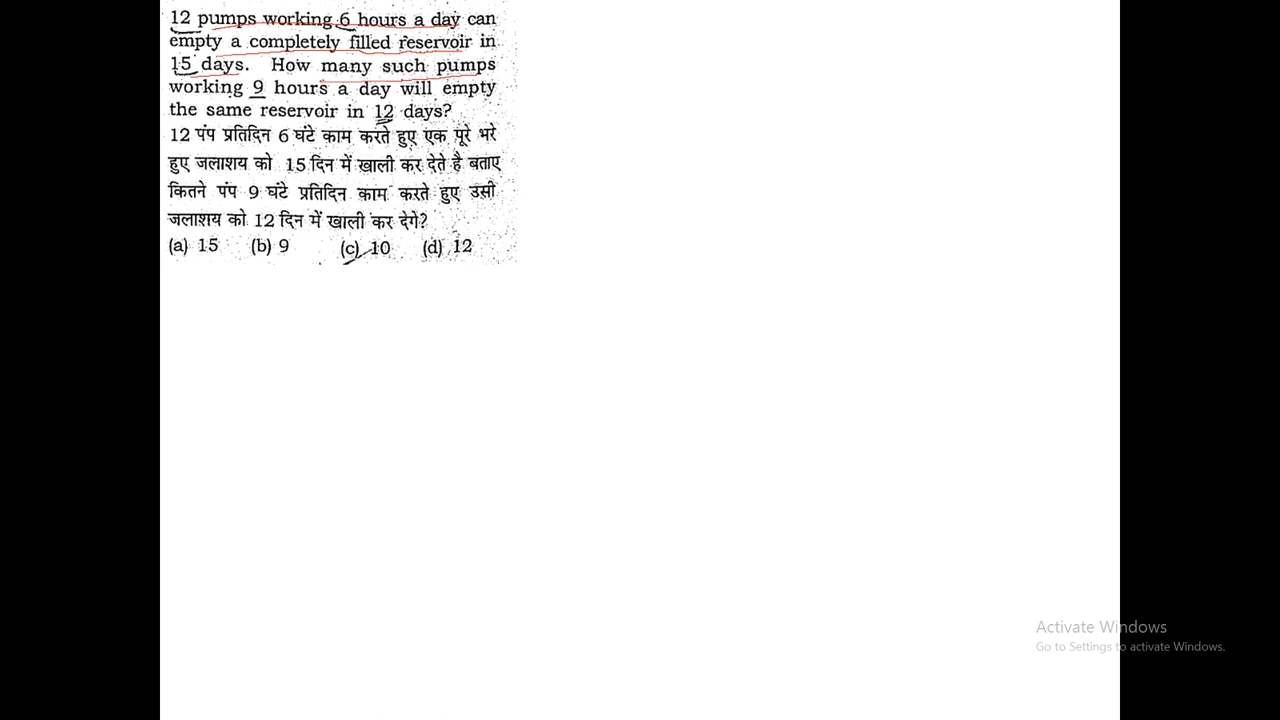 12 pumps working 6 hours a day can
empty a completely filled reservoir in
15 days. How many such pumps
working 9 hours a day will empty
the same reservoir in 12 days?
12 पंप प्रतिदिन 6 घंटे काम करते हुए एक पूरे भरे
हुए जलाशय को 15 दिन में खाली कर देते है बताए
कितने पंप 9 घंटे प्रतिदिन काम करते हुए उसी
जलाशय को 12 दिन में खाली कर देगें?
(a) 15 (b) 9 (c) 10 (d) 12
Activate Windows
Go to Settings to activate Windows.